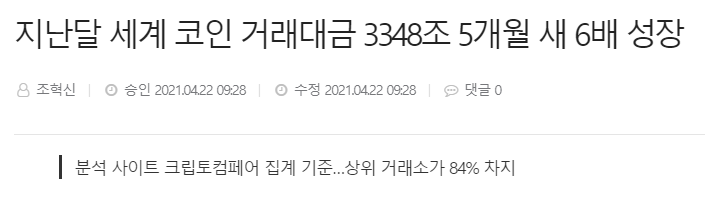 지난달 세계 코인 거래대금 3348조 5개월 새 6배 성장
조혁신 승인 2021.04.22 09:28 수정 2021.04.22 09:28 댓글 0
분석 사이트 크립토컴페어 집계 기준...상위 거래소가 84% 차지